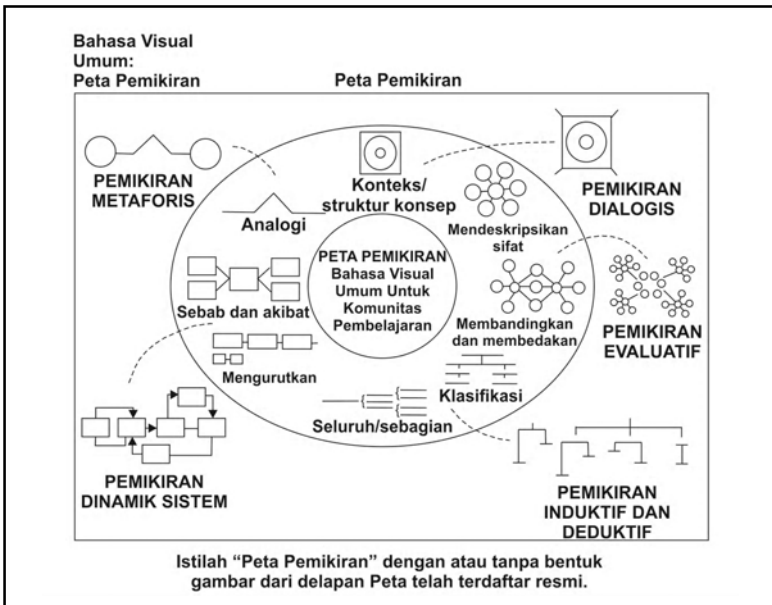 Bahasa Visual
Umum:
Peta Pemikiran
Peta Pemikiran
PEMIKIRAN
METAFORIS
Konteks/
struktur konsep
PEMIKIRAN
DIALOGIS
Analogi
Mendeskripsikan
sifat
PETA PEMIKIRAN
Bahasa Visual
Umum Untuk
Komunitas
Pembelajaran
Sebab dan akibat
Membandingkan
dan membedakan
PEMIKIRAN
EVALUATIF
Mengurutkan
Klasifikasi
Seluruh/sebagian
PEMIKIRAN
DINAMIK SISTEM
PEMIKIRAN
INDUKTIF DAN
DEDUKTIF
Istilah “Peta Pemikiran” dengan atau tanpa bentuk
gambar dari delapan Peta telah terdaftar resmi.